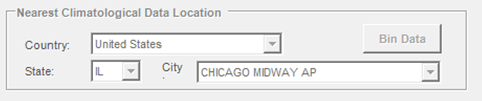 Nearest Climatological Data Location
Country: United States Bin Data
State: IL City : CHICAGO MIDWAY AP